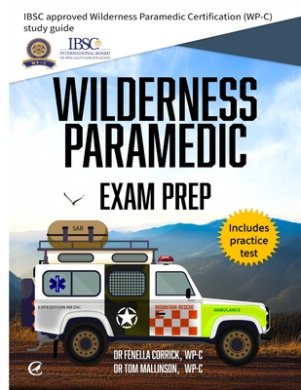 IBSC approved Wilderness Paramedic Certification (WP-C)
study guide
WP-C
IBSC
INTERNATIONAL BOARD
OF SPECIALTY CERTIFICATION
WILDERNESS
PARAMEDIC
EXAM PREP
Includes
practice
test
SAR
EXPEDITION MEDIC
MOUNTAIN RESCUE
AMBULANCE
DR FENELLA CORRICK, WP-C
DR TOM MALLINSON, WP-C